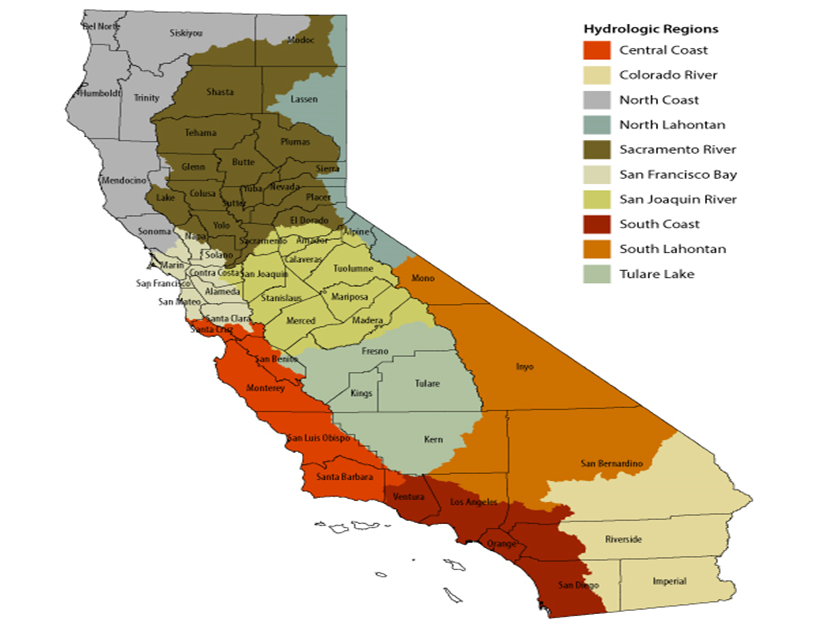 Hydrologic Regions
Central Coast
Colorado River
North Coast
North Lahontan
Sacramento River
San Francisco Bay
San Joaquin River
South Coast
South Lahontan
Tulare Lake
Del Norte
Siskiyou
Modoc
Humboldt
Trinity
Shasta
Lassen
Tehama
Plumas
Mendocino
Glenn
Butte
Sierra
Lake
Colusa
Sutter
Yuba
Nevada
Placer
Sonoma
Napa
Yolo
El Dorado
Solano
Sacramento
Amador
Alpine
Marin
Contra Costa
San Joaquin
Calaveras
Tuolumne
Mono
San Francisco
Alameda
San Mateo
Santa Clara
Stanislaus
Mariposa
Merced
Madera
Santa Cruz
San Benito
Fresno
Inyo
Monterey
Kings
Tulare
San Luis Obispo
Kern
San Bernardino
Santa Barbara
Ventura
Los Angeles
Orange
Riverside
San Diego
Imperial